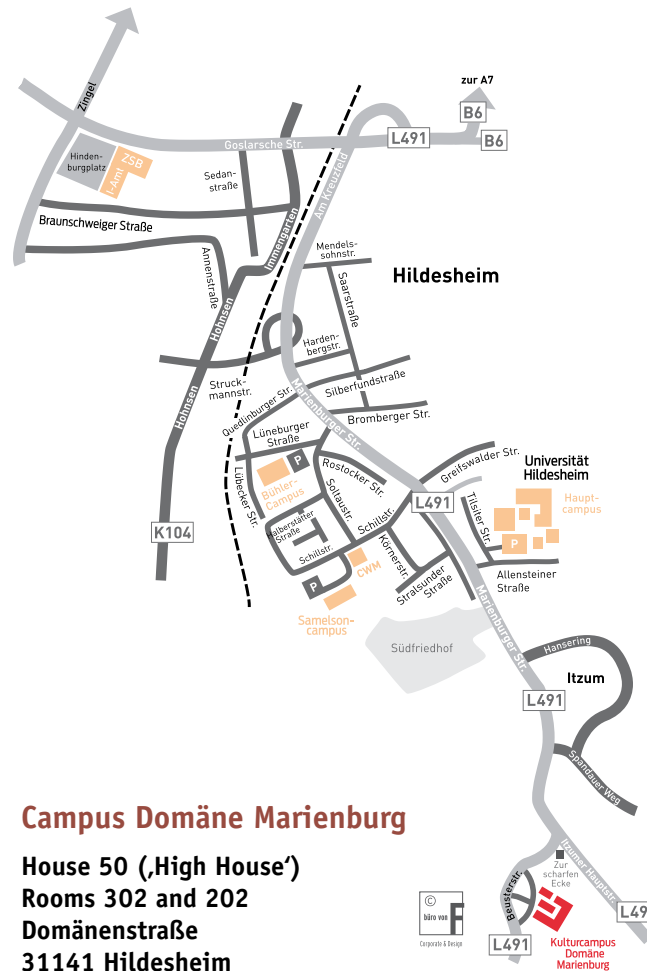 zur A7
B6
B6
L491
Zingel
Goslarsche Str.
Hinden-
burgplatz
ZSB
I-Amt
Sedan-
straße
Am Kreuzfeld
Immengarten
Braunschweiger Straße
Annenstraße
Hohnsen
Mendels-
sohnstr.
Saarstraße
Hildesheim
Harden-
bergstr.
Struck-
mannstr.
Hohnsen
Quedlinburger Str.
Marienburger Str.
Silberfundstraße
Bromberger Str.
Lüneburger
Straße
Lübecker Str.
P
Bühler-
Campus
Rostocker Str.
Soltaustr.
Greifswalder Str.
Universität
Hildesheim
Haupt-
campus
P
L491
Tilsiter Str.
Halberstätter
Straße
Schillstr.
Schillstr.
Körnerstr.
K104
CWM
P
Stralsunder
Straße
Allensteiner
Straße
Samelson-
campus
Marienburger Str.
Südfriedhof
Hansering
Itzum
L491
Spandauer Weg
Campus Domäne Marienburg
House 50 (‚High House‘)
Rooms 302 and 202
Domänenstraße
31141 Hildesheim
Itzumer Hauptstr.
Zur
scharfen
Ecke
Beusterstr.
L49
L491
Kulturcampus
Domäne
Marienburg
©
büro von F
Corporate & Design